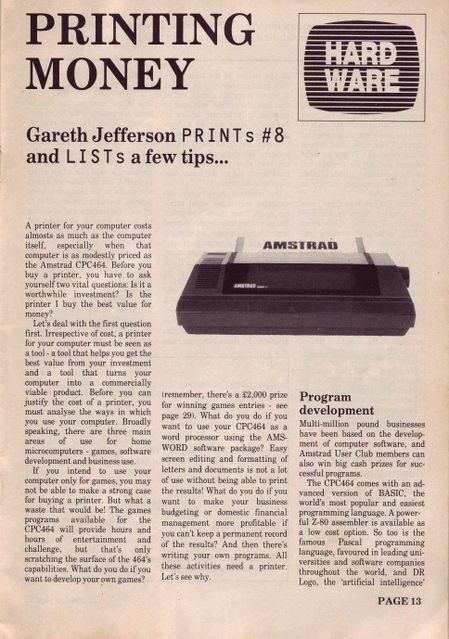 PRINTING
MONEY
HARD
WARE
Gareth Jefferson PRINTs #8
and LISTs a few tips...
AMSTRAD
AMSTRAD
A printer for your computer costs
almosts as much as the computer
itself, especially when that
computer is as modestly priced as
the Amstrad CPC464. Before you
buy a printer, you have to ask
yourself two vital questions: Is it a
worthwhile investment? Is the
printer I buy the best value for
money?
Let's deal with the first question
first. Irrespective of cost, a printer
for your computer must be seen as
a tool - a tool that helps you get the
best value from your investment
and a tool that turns your
computer into a commercially
viable product. Before you can
justify the cost of a printer, you
must analyse the ways in which
you use your computer. Broadly
speaking, there are three main
areas of use for home
microcomputers - games, software
development and business use.
If you intend to use your
computer only for games, you may
not be able to make a strong case
for buying a printer. But what a
waste that would be! The games
programs available for the
CPC464 will provide hours and
hours of entertainment and
challenge, but that's only
scratching the surface of the 464's
capabilities. What do you do if you
want to develop your own games?
(remember, there's a £2,000 prize
for winning games entries - see
page 29). What do you do if you
want to use your CPC464 as a
word processor using the AMS-
WORD software package? Easy
screen editing and formatting of
letters and documents is not a lot
of use without being able to print
the results! What do you do if you
want to make your business
budgeting or domestic financial
management more profitable if
you can't keep a permanent record
of the results? And then there's
writing your own programs. All
these activities need a printer.
Let's see why.
Program
development
Multi-million pound businesses
have been based on the develop-
ment of computer software, and
Amstrad User Club members can
also win big cash prizes for suc-
cessful programs.
The CPC464 comes with an ad-
vanced version of BASIC, the
world's most popular and easiest
programming language. A power-
ful Z-80 assembler is available as
a low cost option. So too is the
famous Pascal programming
language, favoured in leading uni-
versities and software companies
throughout the world, and DR
Logo, the 'artificial intelligence'
PAGE 13